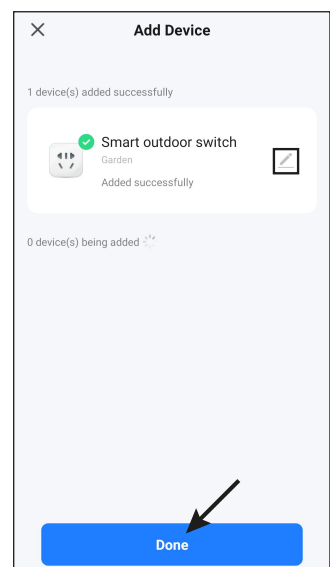 Add Device
1 device(s) added successfully
Smart outdoor switch
Garden
Added successfully
0 device(s) being added
Done